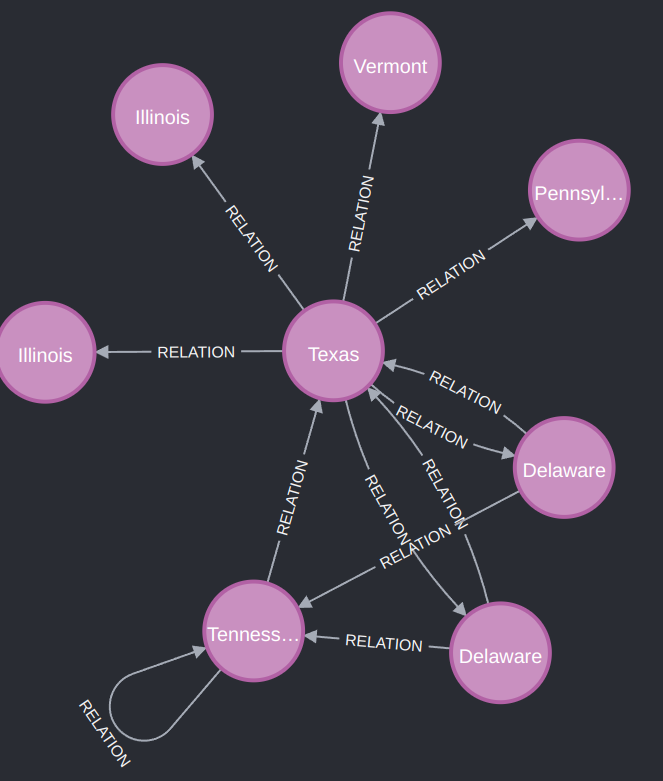 Vermont
Illinois
Pennsyl...
RELATION
RELATION
RELATION
Illinois
RELATION
Texas
RELATION
RELATION
Delaware
RELATION
RELATION
RELATION
RELATION
Tenness...
RELATION
Delaware
RELATION